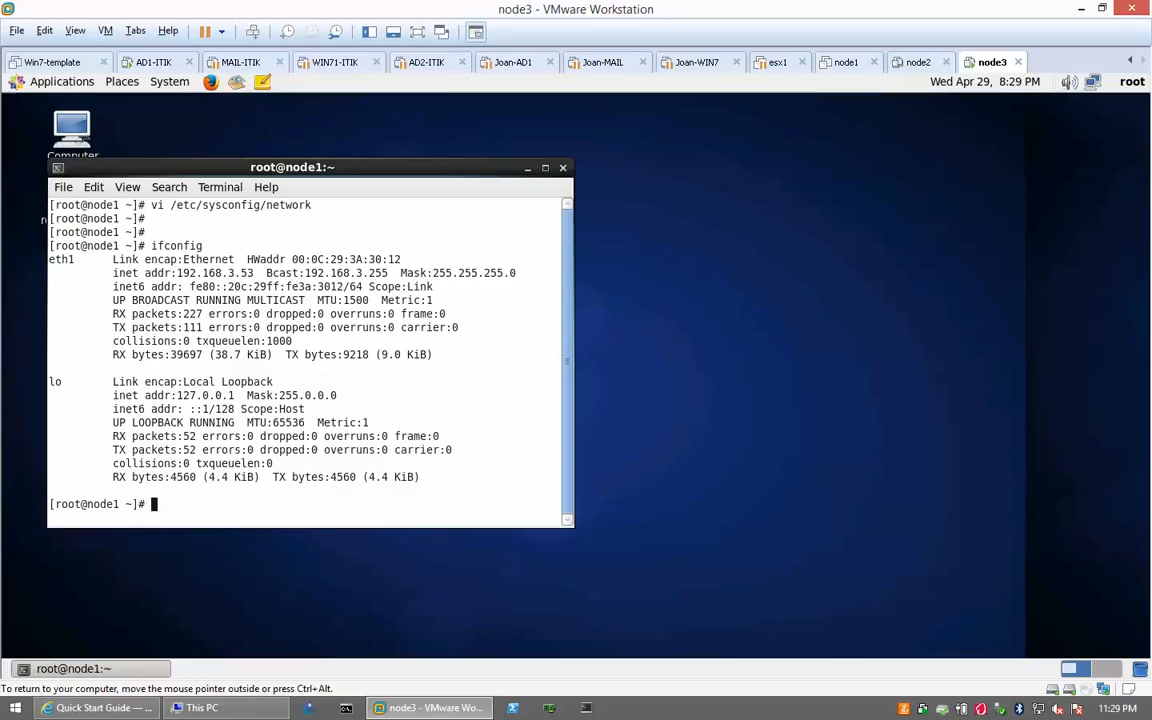 node3 - VMware Workstation
File Edit View VM Tabs Help
Win7-template AD1-ITIK MAIL-ITIK WIN71-ITIK AD2-ITIK Joan-AD1 Joan-MAIL Joan-WIN7 esx1 node1 node2 node3
Applications Places System Wed Apr 29, 8:29 PM root
Computer
root@node1:~
File Edit View Search Terminal Help
[root@node1 ~]# vi /etc/sysconfig/network
[root@node1 ~]#
[root@node1 ~]#
[root@node1 ~]# ifconfig
eth1 Link encap:Ethernet HWaddr 00:0C:29:3A:30:12
inet addr:192.168.3.53 Bcast:192.168.3.255 Mask:255.255.255.0
inet6 addr: fe80::20c:29ff:fe3a:3012/64 Scope:Link
UP BROADCAST RUNNING MULTICAST MTU:1500 Metric:1
RX packets:227 errors:0 dropped:0 overruns:0 frame:0
TX packets:111 errors:0 dropped:0 overruns:0 carrier:0
collisions:0 txqueuelen:1000
RX bytes:39697 (38.7 KiB) TX bytes:9218 (9.0 KiB)
lo Link encap:Local Loopback
inet addr:127.0.0.1 Mask:255.0.0.0
inet6 addr: ::1/128 Scope:Host
UP LOOPBACK RUNNING MTU:65536 Metric:1
RX packets:52 errors:0 dropped:0 overruns:0 frame:0
TX packets:52 errors:0 dropped:0 overruns:0 carrier:0
collisions:0 txqueuelen:0
RX bytes:4560 (4.4 KiB) TX bytes:4560 (4.4 KiB)
[root@node1 ~]#
root@node1:~
To return to your computer, move the mouse pointer outside or press Ctrl+Alt.
Quick Start Guide — ... This PC node3 - VMware Wo... 11:29 PM